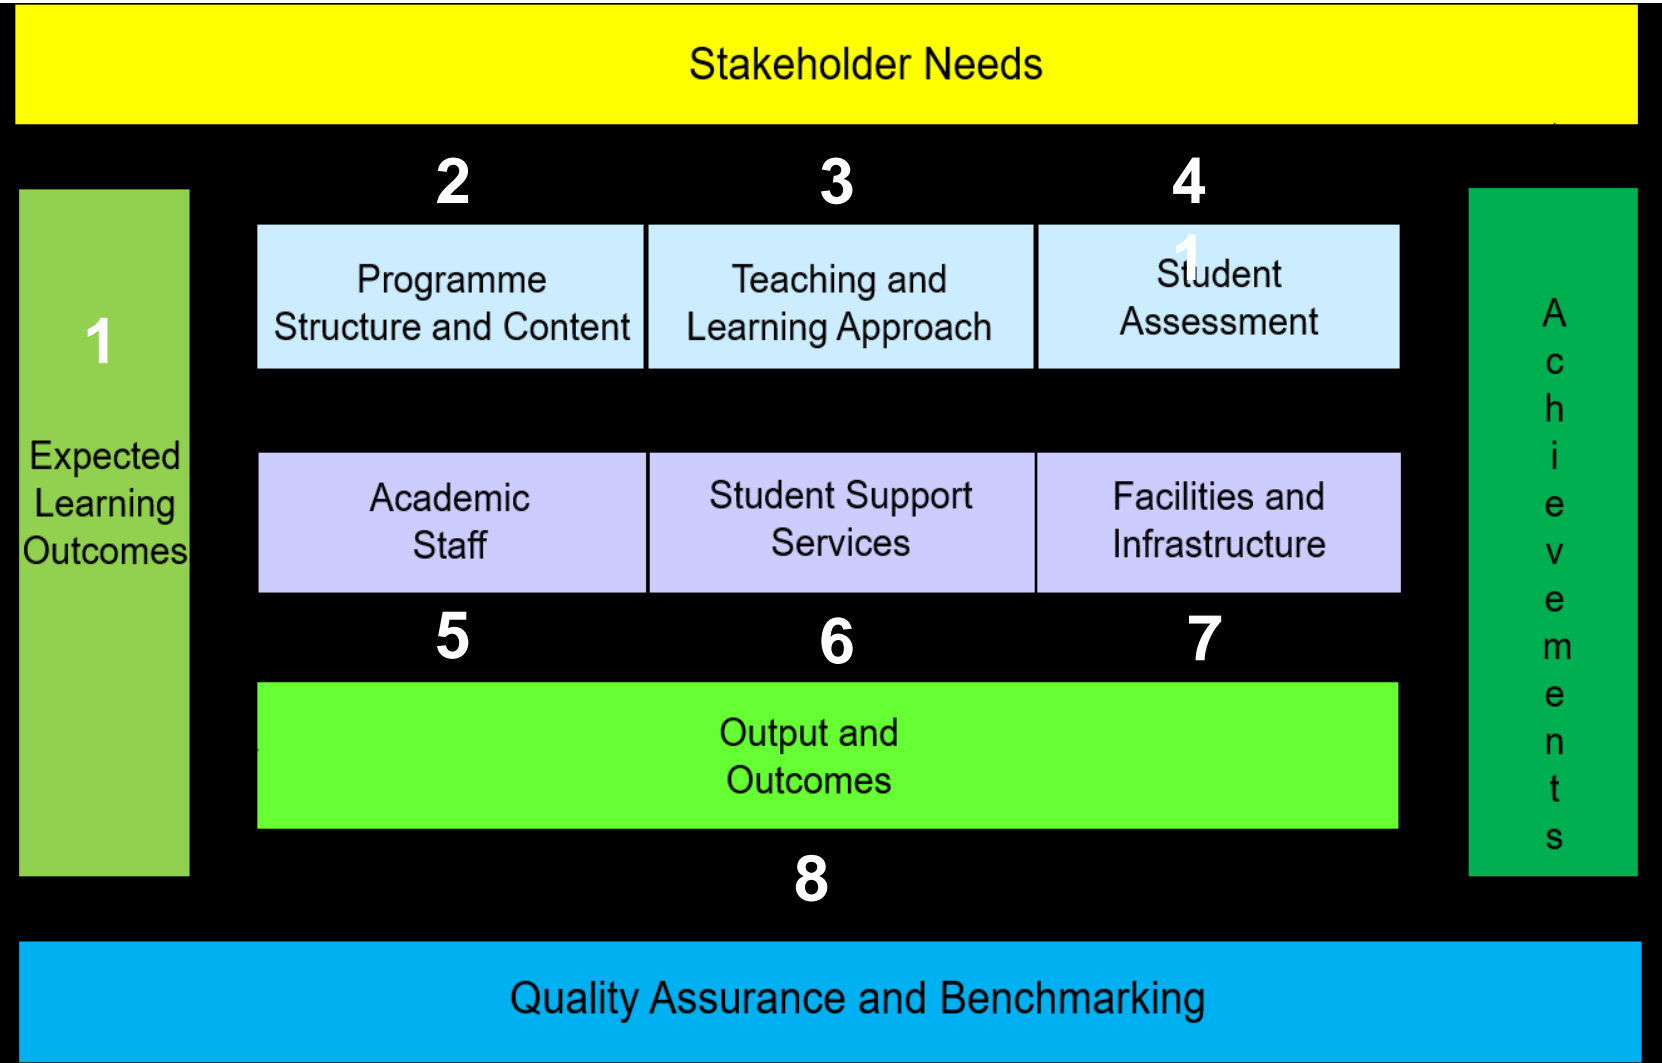 Stakeholder Needs
2
3
4
1
Programme
Structure and Content
Teaching and
Learning Approach
Student
Assessment
1
Expected
Learning
Outcomes
Academic
Staff
Student Support
Services
Facilities and
Infrastructure
5
6
7
Output and
Outcomes
8
A
c
h
i
e
v
e
m
e
n
t
s
Quality Assurance and Benchmarking